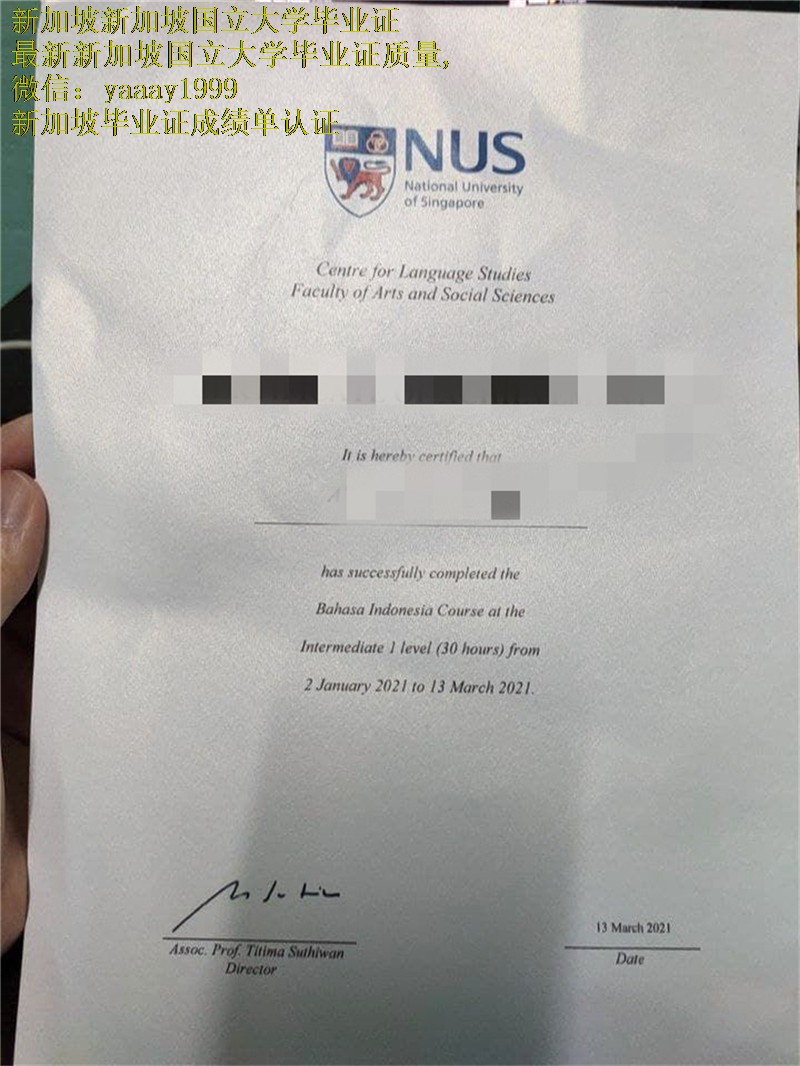 新加坡新加坡国立大学毕业证
最新新加坡国立大学毕业证质量,
微信：yaaay1999
新加坡毕业证成绩单认证
NUS
National University
of Singapore
Centre for Language Studies
Faculty of Arts and Social Sciences
It is hereby certified that
has successfully completed the
Bahasa Indonesia Course at the
Intermediate 1 level (30 hours) from
2 January 2021 to 13 March 2021.
Assoc. Prof. Titima Suthiwan
Director
13 March 2021
Date